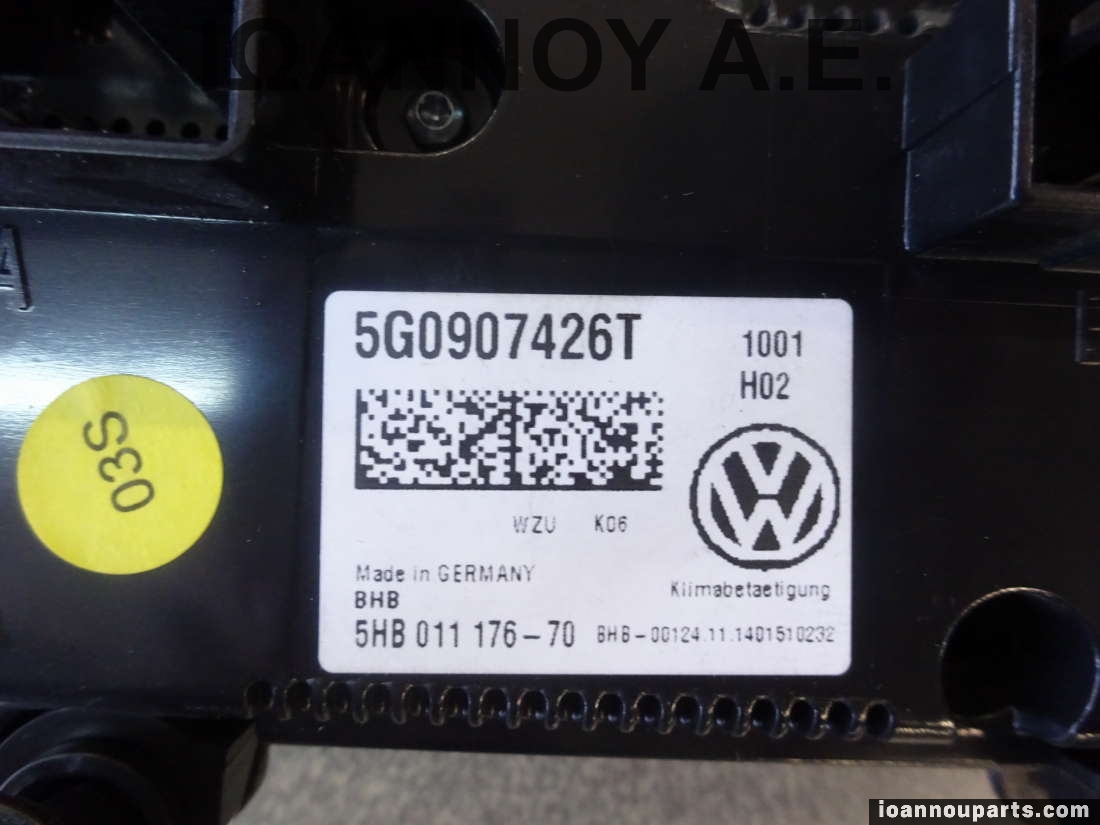 ΙΩΑΝΝΟΥ Α.Ε.
A
5G0907426T
1001
H02
03S
WZU K06
Made in GERMANY
BHB
Klimabetaetigung
5HB 011 176-70
BHB-00124.11.1401510232
ioannouparts.com